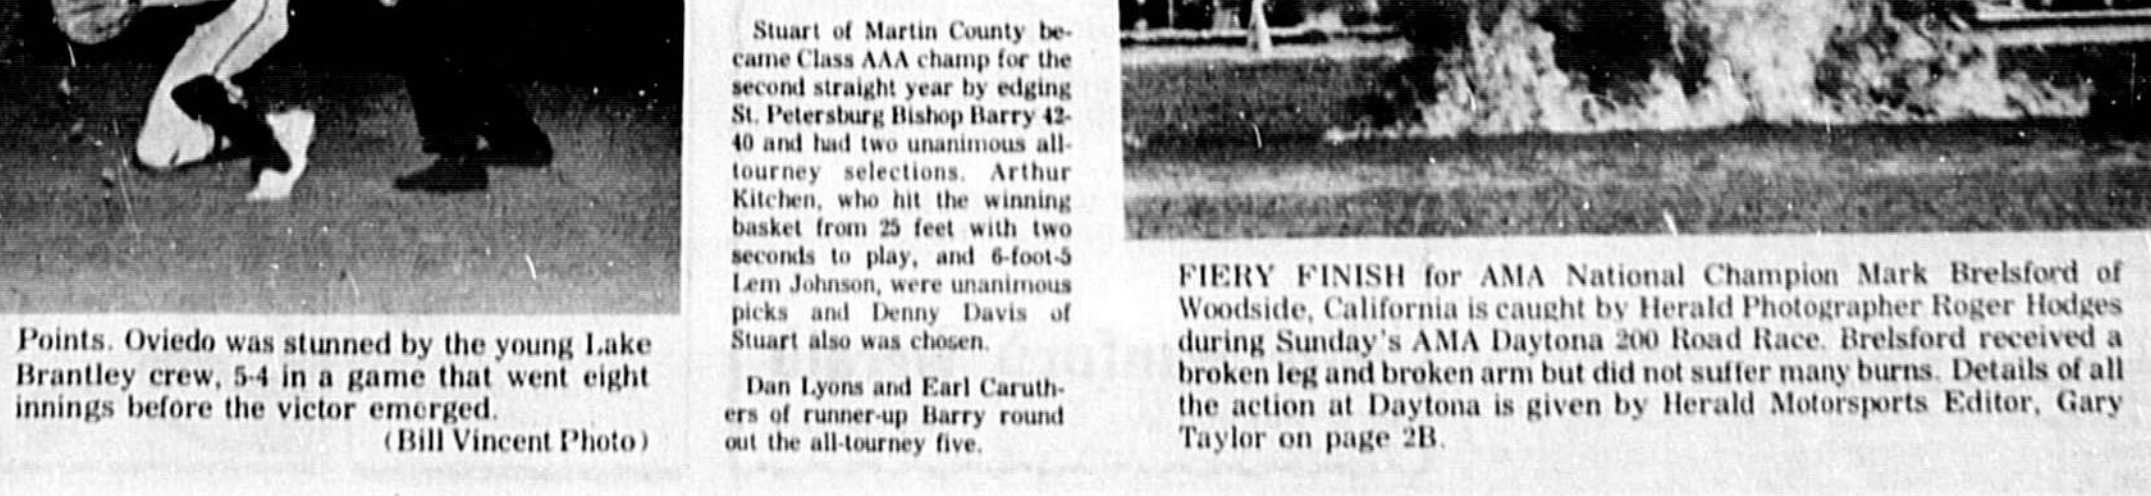 Points. Oviedo was stunned by the young Lake
Brantley crew, 5-4 in a game that went eight
innings before the victor emerged.
(Bill Vincent Photo)
Stuart of Martin County be-
came Class AAA champ for the
second straight year by edging
St. Petersburg Bishop Barry 42-
40 and had two unanimous all-
tourney selections. Arthur
Kitchen, who hit the winning
basket from 25 feet with two
seconds to play, and 6-foot-5
Lem Johnson, were unanimous
picks and Denny Davis of
Stuart also was chosen.
Dan Lyons and Earl Caruth-
ers of runner-up Barry round
out the all-tourney five.
FIERY FINISH for AMA National Champion Mark Brelsford of
Woodside, California is caught by Herald Photographer Roger Hodges
during Sunday's AMA Daytona 200 Road Race. Brelsford received a
broken leg and broken arm but did not suffer many burns. Details of all
the action at Daytona is given by Herald Motorsports Editor, Gary
Taylor on page 2B.